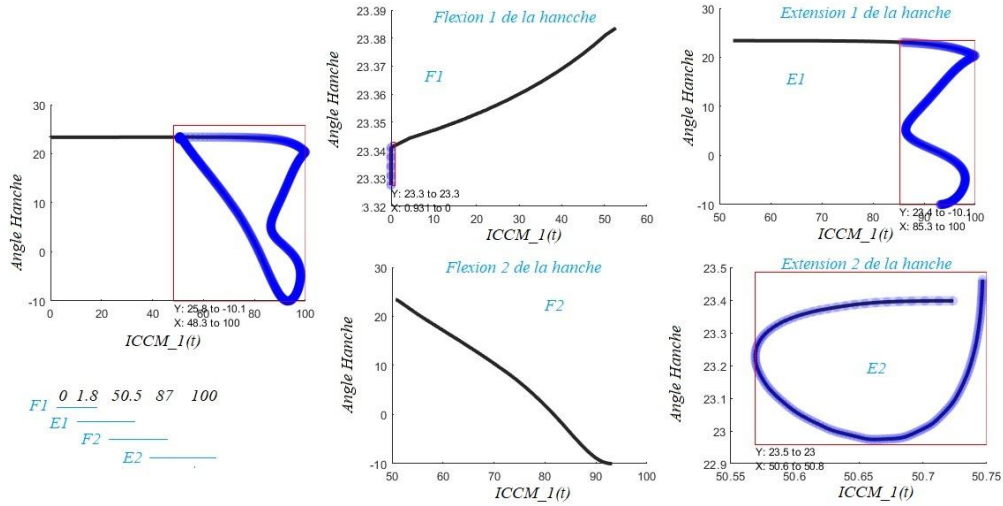 Flexion 1 de la hancche
23.39
23.38
23.37
23.36
23.35
23.34
23.33
23.32
Angle Hanche
F1
Y: 23.3 to 23.3
X: 0.931 to 0
0 10 20 30 40 50 60
ICCM_1(t)
Extension 1 de la hancche
30
20
10
0
-10
Angle Hanche
E1
Y: 23.4 to -10.1
X: 85.3 to 100
50 60 70 80 90 100
ICCM_1(t)
30
20
10
0
-10
Angle Hanche
Y: 25.8 to -10.1
X: 48.3 to 100
0 20 40 60 80 100
ICCM_1(t)
Flexion 2 de la hanche
30
20
10
0
-10
Angle Hanche
F2
50 60 70 80 90 100
ICCM_1(t)
Extension 2 de la hanche
23.5
23.4
23.3
23.2
23.1
23
22.9
Angle Hanche
E2
Y: 23.5 to 23
X: 50.6 to 50.8
50.55 50.6 50.65 50.7 50.75
ICCM_1(t)
0 1.8 50.5 87 100
F1
E1
F2
E2